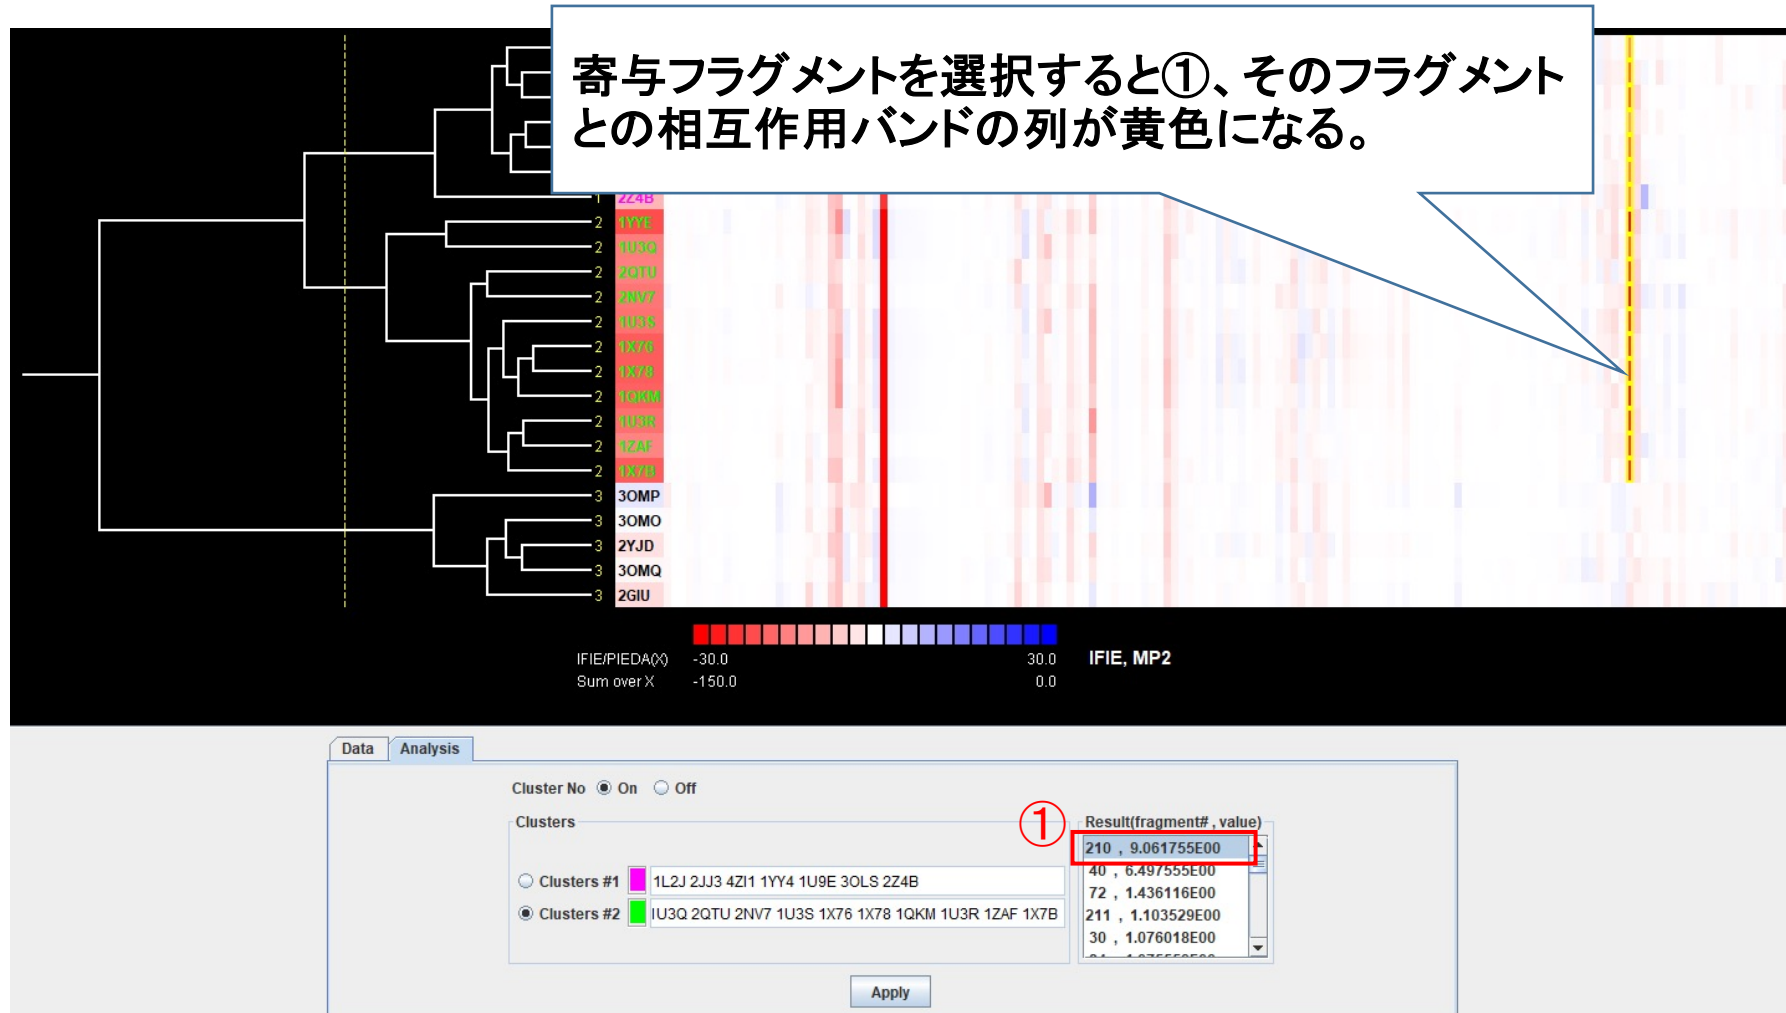 寄与フラグメントを選択すると①、そのフラグメント
との相互作用バンドの列が黄色になる。
1 2Z4B
2 1YYE
2 1U3Q
2 2QTU
2 2NV7
2 1U3S
2 1X76
2 1X78
2 1QKM
2 1U3R
2 1ZAF
2 1X7B
3 3OMP
3 3OMO
3 2YJD
3 3OMQ
3 2GIU
IFIE/PIEDA(X) -30.0 30.0 IFIE, MP2
Sum over X -150.0 0.0
Data Analysis
Cluster No On Off
Clusters
①
Result(fragment# , value)
210 , 9.061755E00
40 , 6.497555E00
72 , 1.436116E00
211 , 1.103529E00
30 , 1.076018E00
Clusters #1 1L2J 2JJ3 4ZI1 1YY4 1U9E 3OLS 2Z4B
Clusters #2 1U3Q 2QTU 2NV7 1U3S 1X76 1X78 1QKM 1U3R 1ZAF 1X7B
Apply